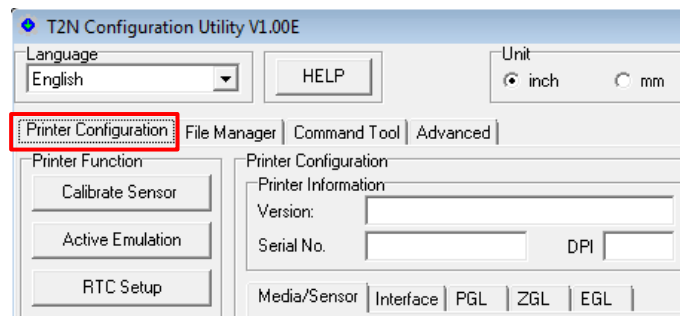 T2N Configuration Utility V1.00E
Language
Unit
English
HELP
inch
mm
Printer Configuration
File Manager
Command Tool
Advanced
Printer Function
Printer Configuration
Calibrate Sensor
Printer Information
Version:
Active Emulation
Serial No.
DPI
RTC Setup
Media/Sensor
Interface
PGL
ZGL
EGL